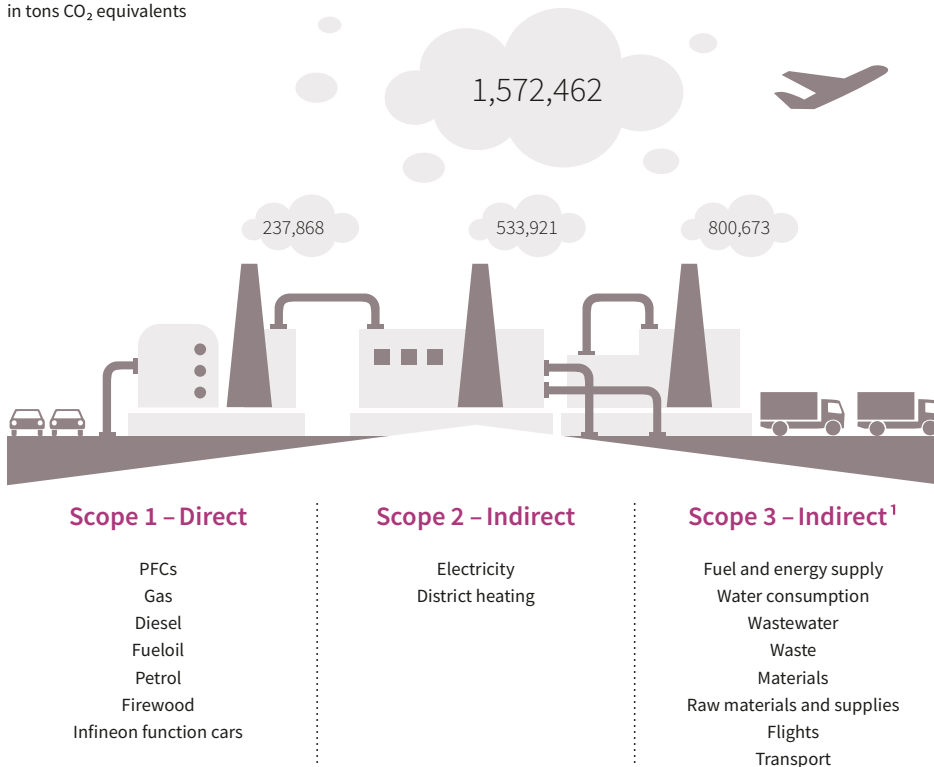 in tons CO₂ equivalents
1,572,462
237,868
533,921
800,673
Scope 1 – Direct
PFCs
Gas
Diesel
Fueloil
Petrol
Firewood
Infineon function cars
Scope 2 – Indirect
Electricity
District heating
Scope 3 – Indirect¹
Fuel and energy supply
Water consumption
Wastewater
Waste
Materials
Raw materials and supplies
Flights
Transport